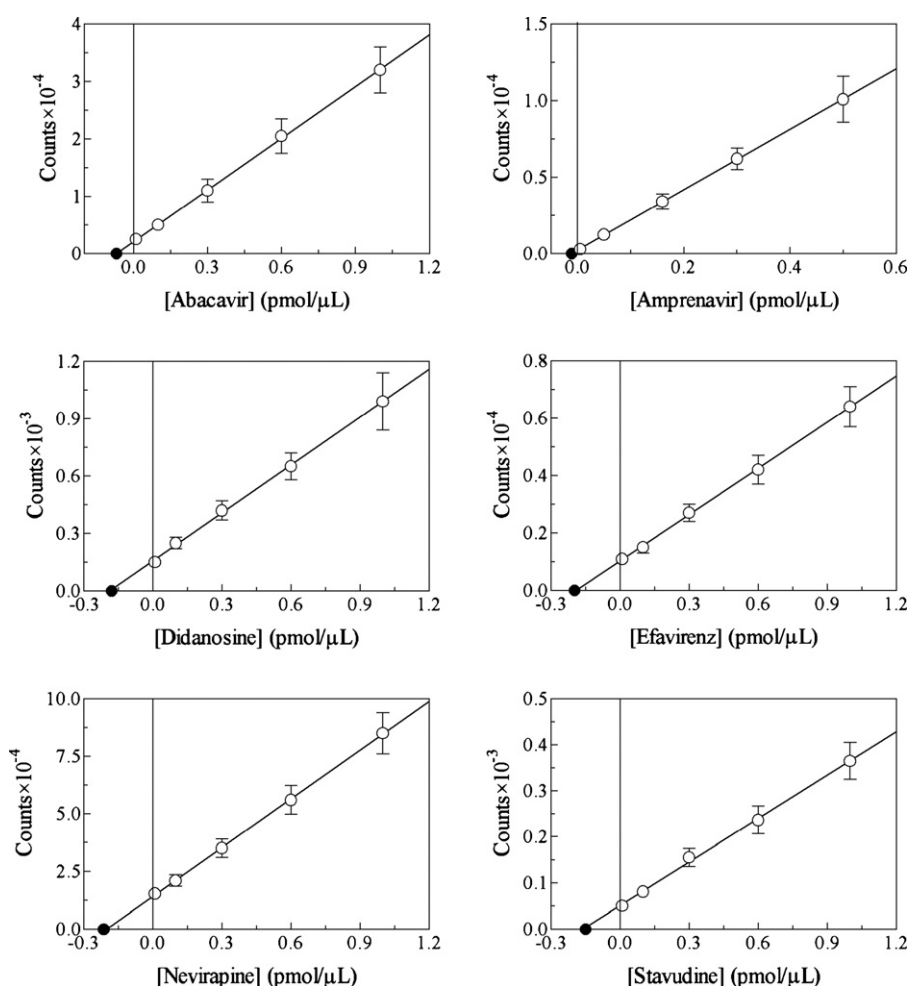 4
3
2
1
0
Counts×10⁻⁴
0.0 0.3 0.6 0.9 1.2
[Abacavir] (pmol/μL)
1.5
1.0
0.5
0.0
Counts×10⁻⁴
0.0 0.2 0.4 0.6
[Amprenavir] (pmol/μL)
1.2
0.9
0.6
0.3
0.0
Counts×10⁻³
-0.3 0.0 0.3 0.6 0.9 1.2
[Didanosine] (pmol/μL)
0.8
0.6
0.4
0.2
0.0
Counts×10⁻⁴
-0.3 0.0 0.3 0.6 0.9 1.2
[Efavirenz] (pmol/μL)
10.0
7.5
5.0
2.5
0.0
Counts×10⁻⁴
-0.3 0.0 0.3 0.6 0.9 1.2
[Nevirapine] (pmol/μL)
0.5
0.4
0.3
0.2
0.1
0.0
Counts×10⁻³
-0.3 0.0 0.3 0.6 0.9 1.2
[Stavudine] (pmol/μL)